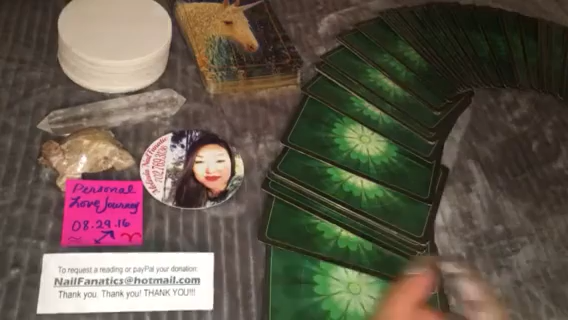 Personal
Love Journey
08.29.16
To request a reading or payPal your donation:
NailFanatics@hotmail.com
Thank you. Thank you! THANK YOU!!!